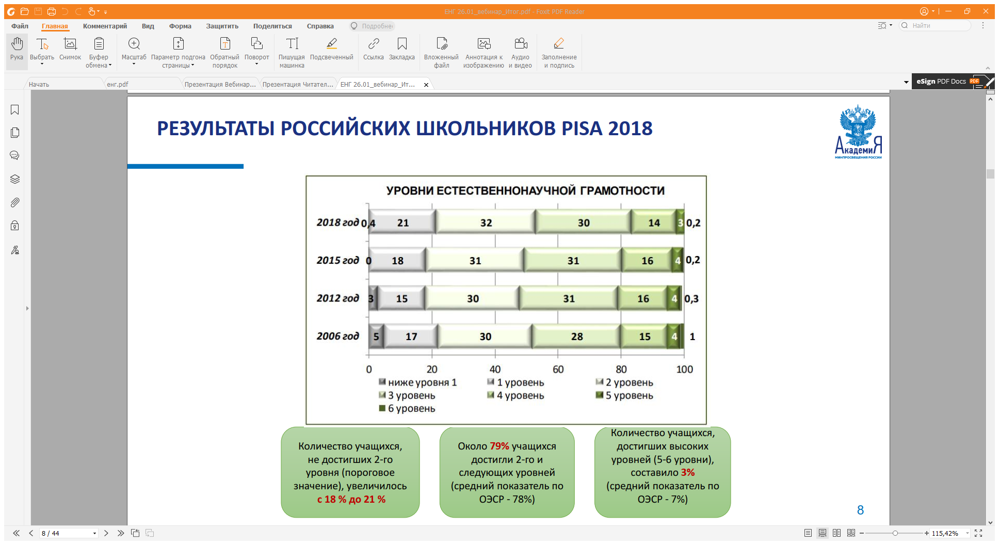 ЕНГ 26.01_вебинар_Итог.pdf - Foxit PDF Reader
Файл Главная Комментарий Вид Форма Защитить Поделиться Справка Подробнее Найти
Рука Выбрать Снимок Буфер обмена Масштаб Параметр подгона страницы Обратный порядок Поворот Пишущая машинка Подсвеченный Ссылка Закладка Вложенный файл Аннотация к изображению Аудио и видео Заполнение и подпись
Начать енг.pdf Презентация Вебинар... Презентация Читател... ЕНГ 26.01_вебинар_Ит... eSign PDF Docs PDF
РЕЗУЛЬТАТЫ РОССИЙСКИХ ШКОЛЬНИКОВ PISA 2018
АкадемиЯ
МИНПРОСВЕЩЕНИЯ РОССИИ
УРОВНИ ЕСТЕСТВЕННОНАУЧНОЙ ГРАМОТНОСТИ
2018 год 0,4 21 32 30 14 3 0,2
2015 год 0 18 31 31 16 4 0,2
2012 год 3 15 30 31 16 4 0,3
2006 год 5 17 30 28 15 4 1
0 20 40 60 80 100
ниже уровня 1 1 уровень 2 уровень
3 уровень 4 уровень 5 уровень
6 уровень
Количество учащихся,
не достигших 2-го
уровня (пороговое
значение), увеличилось
с 18 % до 21 %
Около 79% учащихся
достигли 2-го и
следующих уровней
(средний показатель по
ОЭСР - 78%)
Количество учащихся,
достигших высоких
уровней (5-6 уровни),
составило 3%
(средний показатель по
ОЭСР - 7%)
8
8 / 44 115,42%